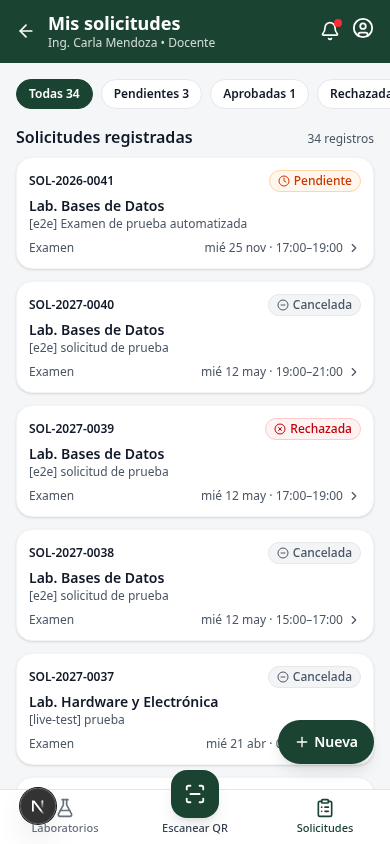 Mis solicitudes
Ing. Carla Mendoza • Docente
Todas 34
Pendientes 3
Aprobadas 1
Rechazada
Solicitudes registradas
34 registros
SOL-2026-0041
Pendiente
Lab. Bases de Datos
[e2e] Examen de prueba automatizada
Examen
mié 25 nov · 17:00–19:00
SOL-2027-0040
Cancelada
Lab. Bases de Datos
[e2e] solicitud de prueba
Examen
mié 12 may · 19:00–21:00
SOL-2027-0039
Rechazada
Lab. Bases de Datos
[e2e] solicitud de prueba
Examen
mié 12 may · 17:00–19:00
SOL-2027-0038
Cancelada
Lab. Bases de Datos
[e2e] solicitud de prueba
Examen
mié 12 may · 15:00–17:00
SOL-2027-0037
Cancelada
Lab. Hardware y Electrónica
[live-test] prueba
Examen
mié 21 abr ·
+ Nueva
N
Laboratorios
Escanear QR
Solicitudes